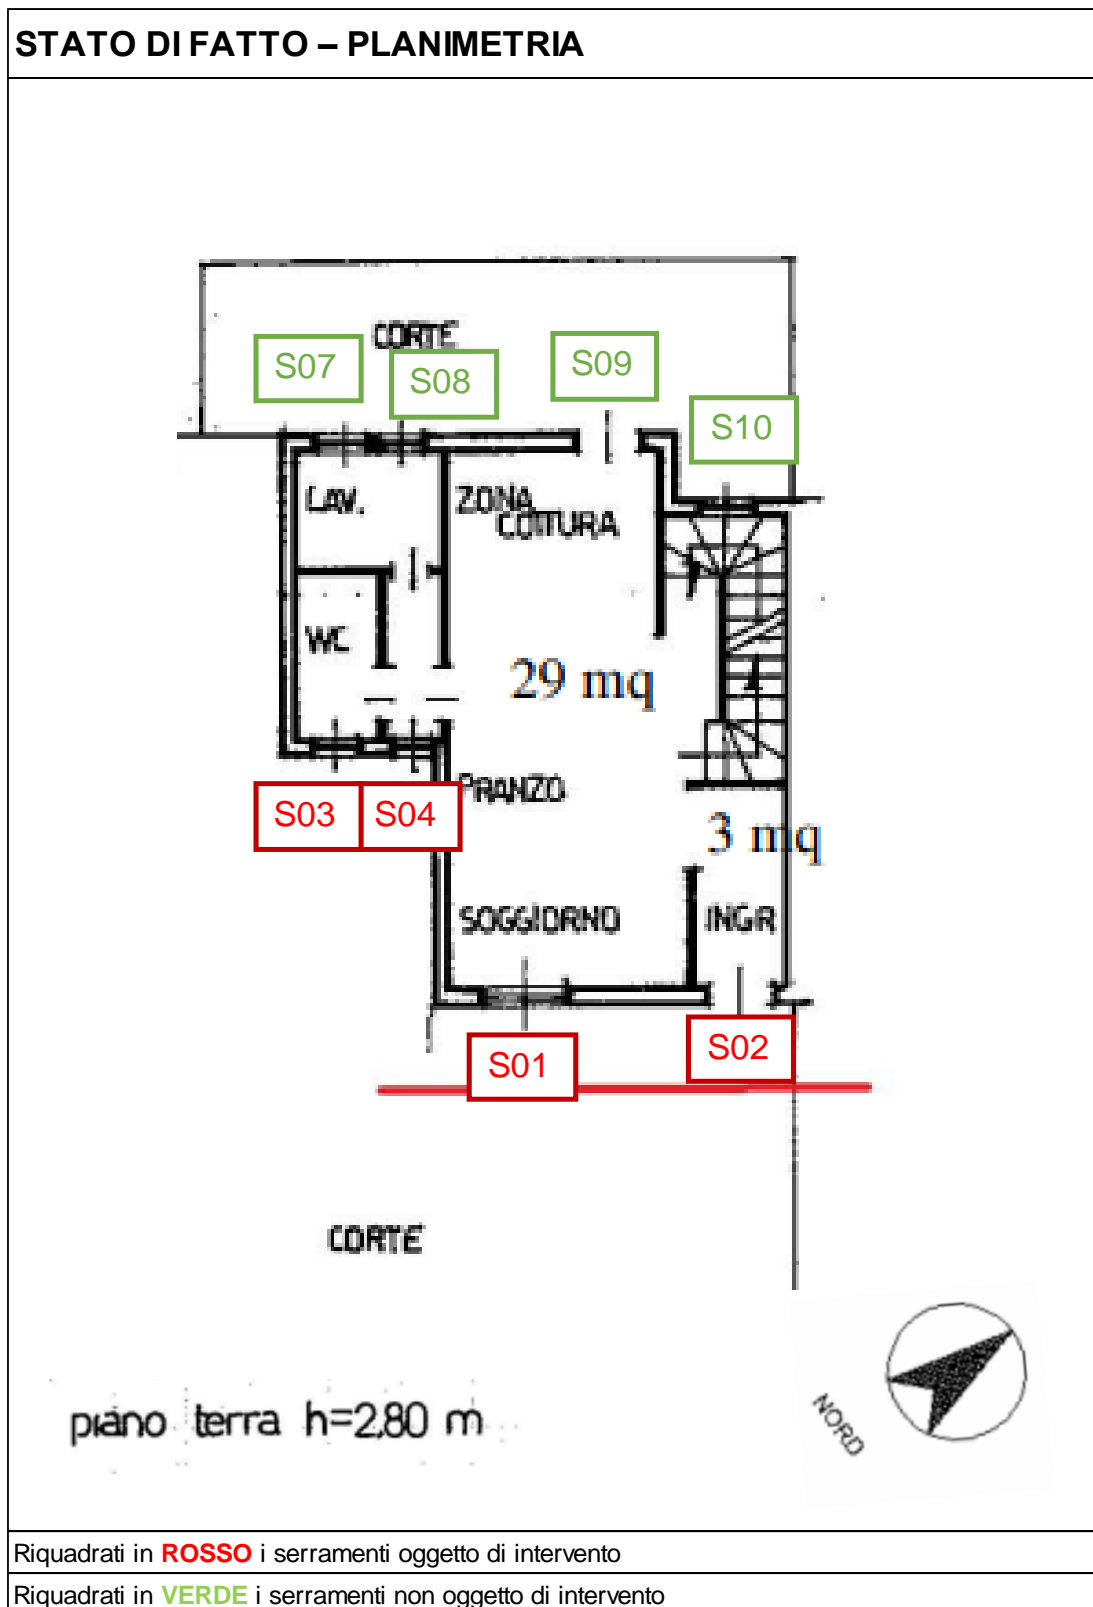 STATO DI FATTO – PLANIMETRIA
CORTE
S07
S08
S09
S10
LAV.
ZONA
COTTURA
WC
29 mq
S03
S04
PRANZO
3 mq
SOGGIORNO
INGR
S01
S02
CORTE
NORD
piano terra h=2,80 m
Riquadrati in ROSSO i serramenti oggetto di intervento
Riquadrati in VERDE i serramenti non oggetto di intervento